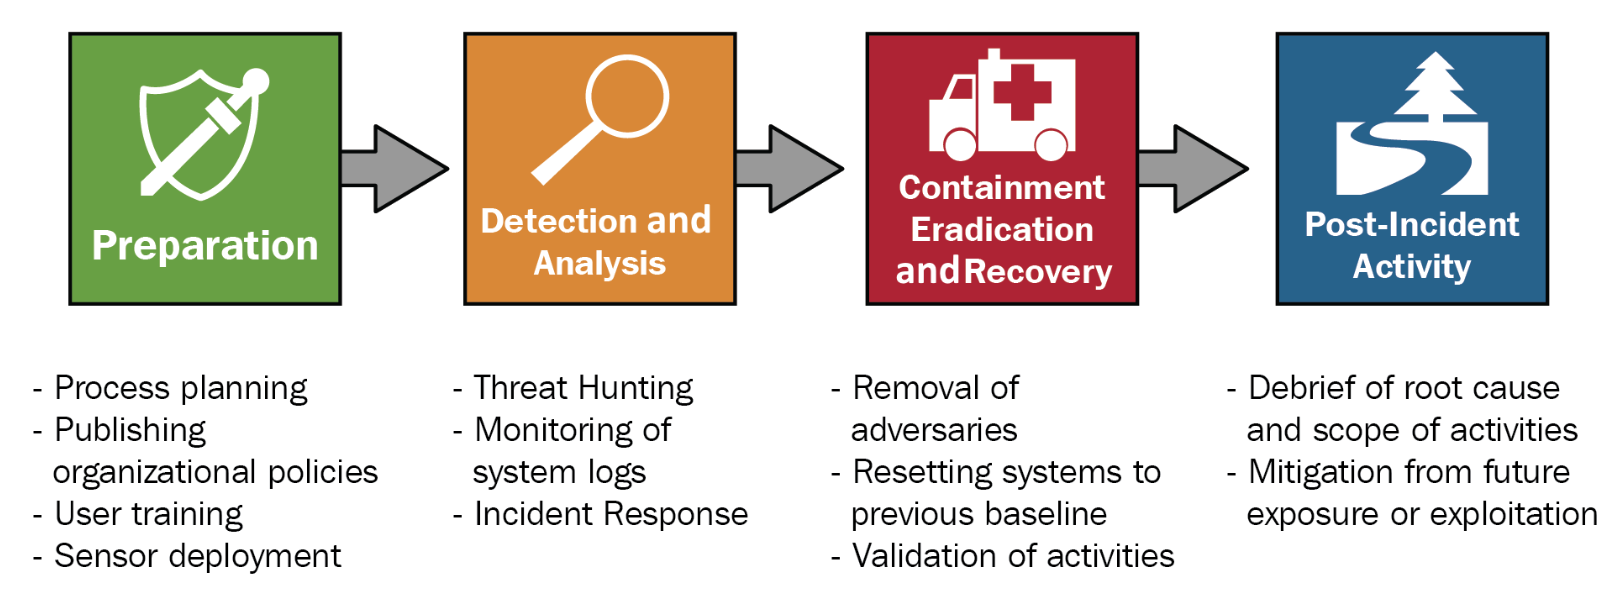 Preparation
Detection and
Analysis
Containment
Eradication
and Recovery
Post-Incident
Activity
- Process planning
- Publishing
organizational policies
- User training
- Sensor deployment
- Threat Hunting
- Monitoring of
system logs
- Incident Response
- Removal of
adversaries
- Resetting systems to
previous baseline
- Validation of activities
- Debrief of root cause
and scope of activities
- Mitigation from future
exposure or exploitation